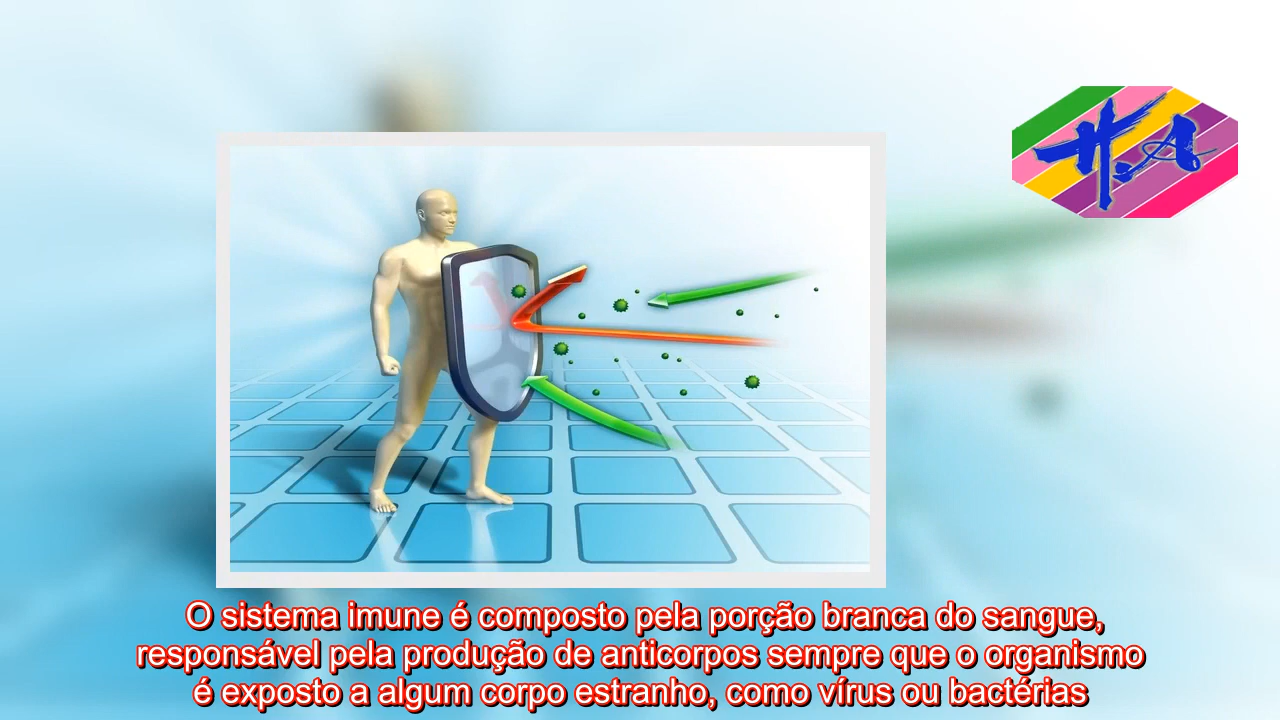 H.A
O sistema imune é composto pela porção branca do sangue,
responsável pela produção de anticorpos sempre que o organismo
é exposto a algum corpo estranho, como vírus ou bactérias